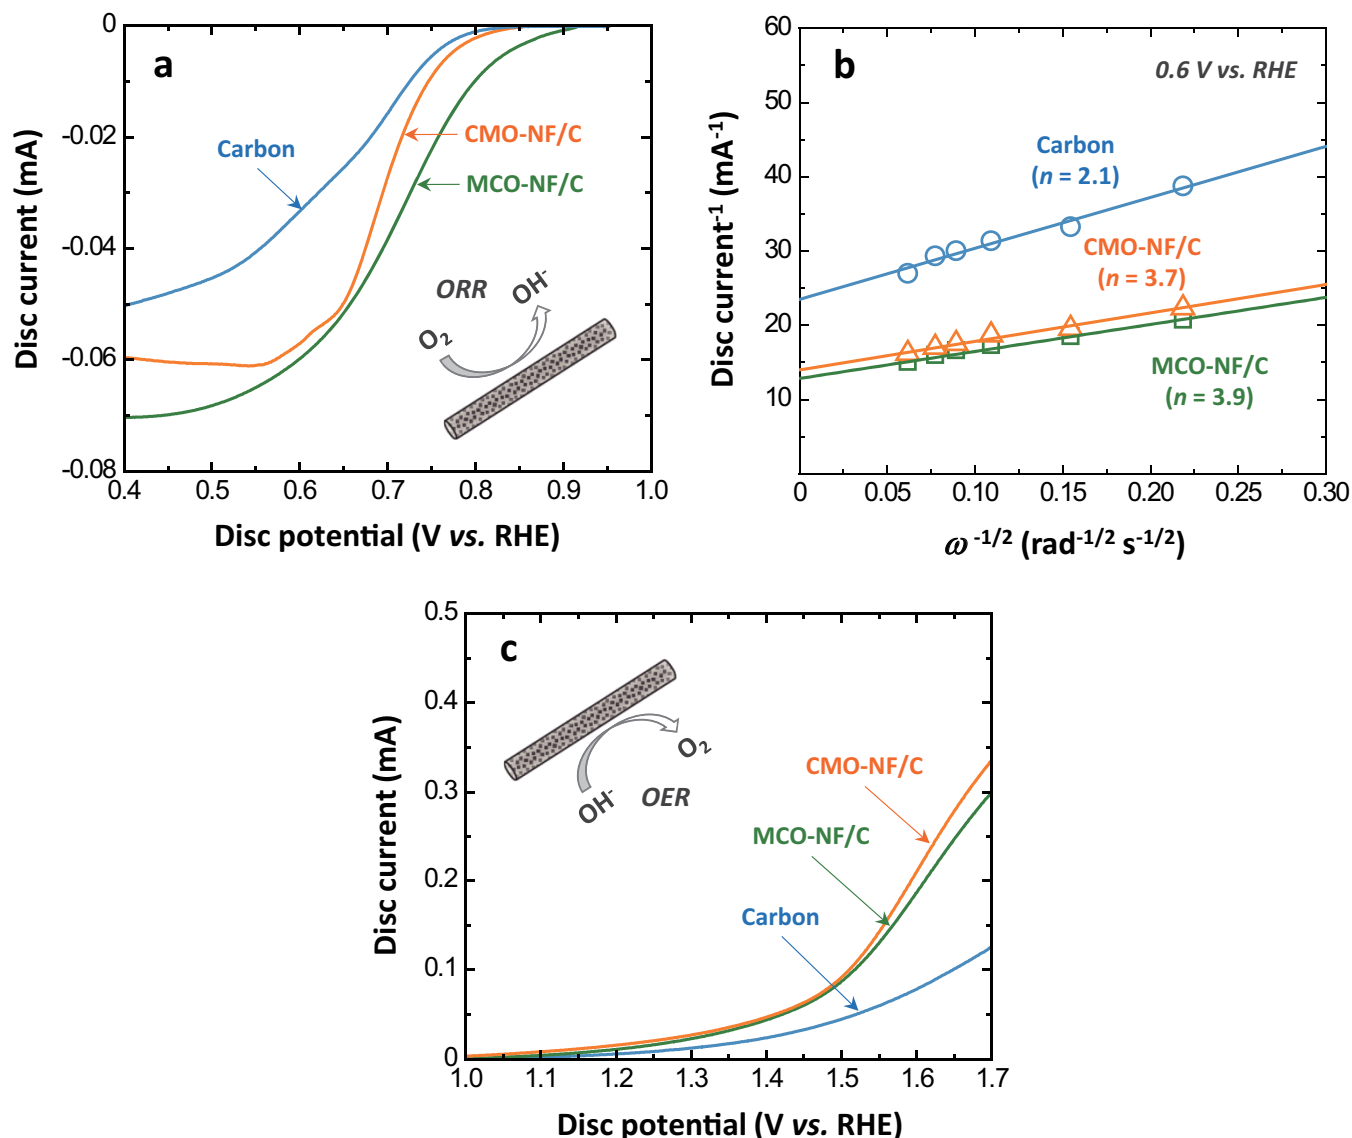 a
0
-0.02
-0.04
-0.06
-0.08
Disc current (mA)
Carbon
CMO-NF/C
MCO-NF/C
ORR
O₂
OH⁻
0.4 0.5 0.6 0.7 0.8 0.9 1.0
Disc potential (V vs. RHE)
b
0.6 V vs. RHE
60
50
40
30
20
10
Disc current⁻¹ (mA⁻¹)
Carbon
(n = 2.1)
CMO-NF/C
(n = 3.7)
MCO-NF/C
(n = 3.9)
0 0.05 0.10 0.15 0.20 0.25 0.30
ω⁻¹/² (rad⁻¹/² s⁻¹/²)
c
0.5
0.4
0.3
0.2
0.1
0
Disc current (mA)
O₂
OH⁻
OER
CMO-NF/C
MCO-NF/C
Carbon
1.0 1.1 1.2 1.3 1.4 1.5 1.6 1.7
Disc potential (V vs. RHE)